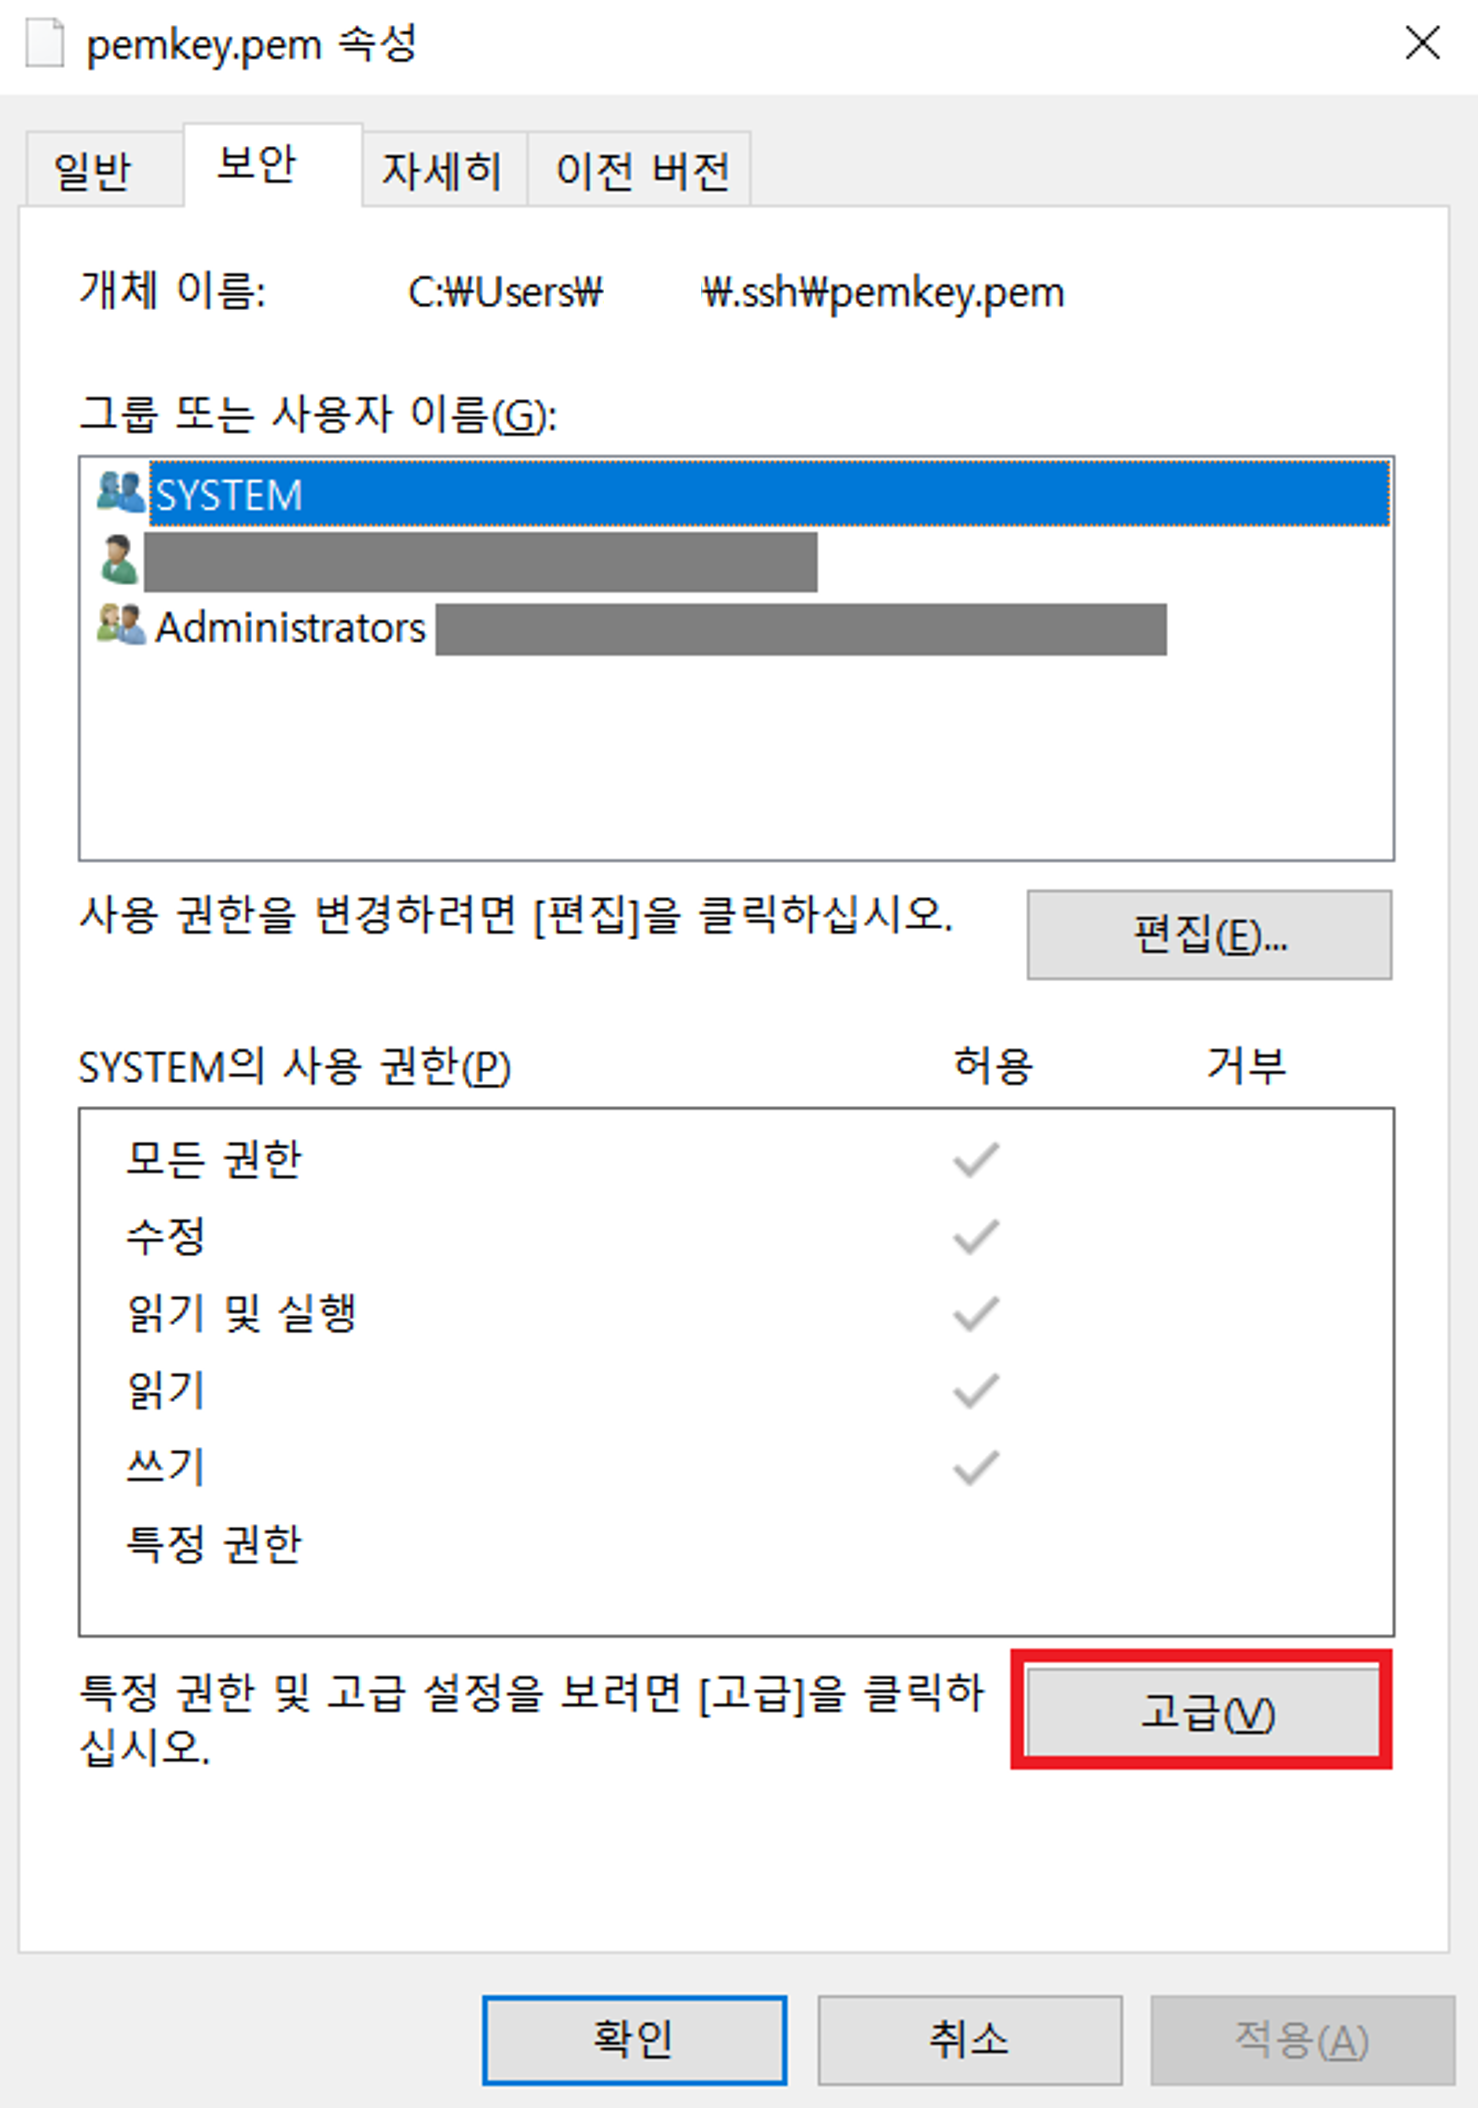 pemkey.pem 속성
일반 보안 자세히 이전 버전
개체 이름: C:₩Users₩ ₩.ssh₩pemkey.pem
그룹 또는 사용자 이름(G):
SYSTEM
Administrators
사용 권한을 변경하려면 [편집]을 클릭하십시오.
편집(E)...
SYSTEM의 사용 권한(P) 허용 거부
모든 권한
수정
읽기 및 실행
읽기
쓰기
특정 권한
특정 권한 및 고급 설정을 보려면 [고급]을 클릭하
십시오.
고급(V)
확인 취소 적용(A)